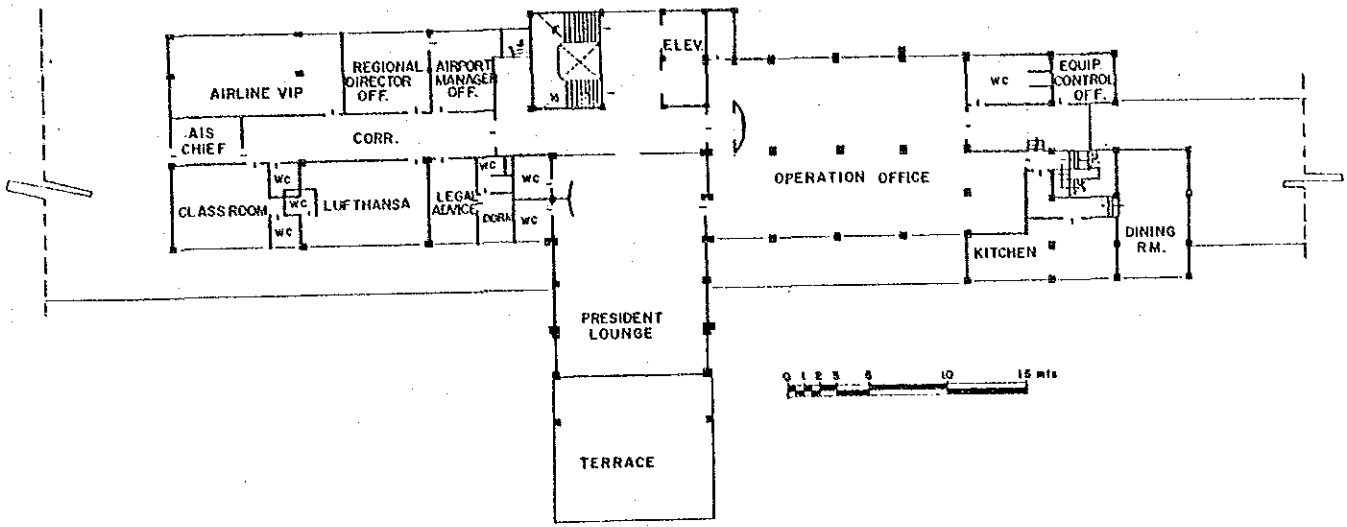 ELEV.
REGIONAL
DIRECTOR
OFF.
AIRPORT
MANAGER
OFF.
AIRLINE VIP
WC
EQUIP.
CONTROL
OFF.
AIS
CHIEF
CORR.
WC
WC
CLASSROOM
WC
LUFTHANSA
LEGAL
ADVICE
WC
WC
OPERATION OFFICE
KITCHEN
DINING
RM.
PRESIDENT
LOUNGE
0 1 2 3 5 10 15 mts
TERRACE